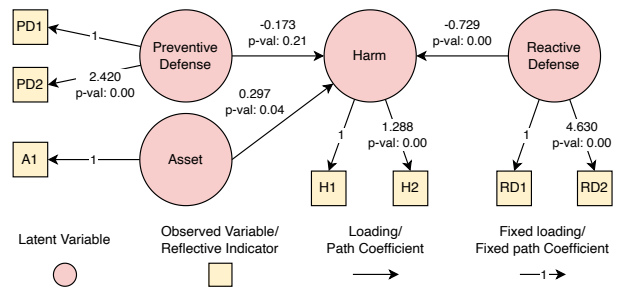 PD1
1
Preventive
Defense
-0.173
p-val: 0.21
Harm
-0.729
p-val: 0.00
Reactive
Defense
PD2
2.420
p-val: 0.00
0.297
p-val: 0.04
A1
1
Asset
1
1.288
p-val: 0.00
1
4.630
p-val: 0.00
H1
H2
RD1
RD2
Latent Variable
Observed Variable/
Reflective Indicator
Loading/
Path Coefficient
Fixed loading/
Fixed path Coefficient
1